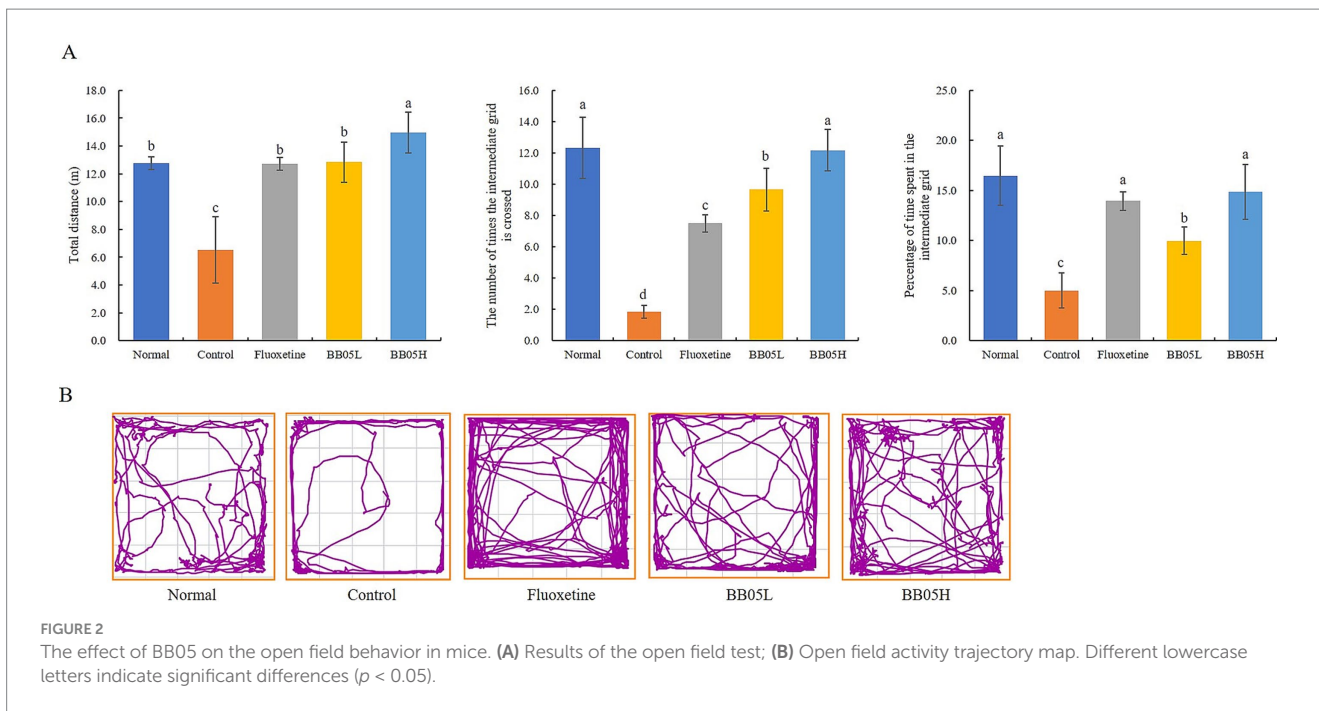 A
Total distance (m)
18.0
16.0
14.0
12.0
10.0
8.0
6.0
4.0
2.0
0.0
b
c
b
b
a
Normal
Control
Fluoxetine
BB05L
BB05H
The number of times the intermediate grid
is crossed
16.0
14.0
12.0
10.0
8.0
6.0
4.0
2.0
0.0
a
d
c
b
a
Normal
Control
Fluoxetine
BB05L
BB05H
Percentage of time spent in the
intermediate grid
25.0
20.0
15.0
10.0
5.0
0.0
a
c
a
b
a
Normal
Control
Fluoxetine
BB05L
BB05H
B
Normal
Control
Fluoxetine
BB05L
BB05H
FIGURE 2
The effect of BB05 on the open field behavior in mice. (A) Results of the open field test; (B) Open field activity trajectory map. Different lowercase
letters indicate significant differences (p < 0.05).